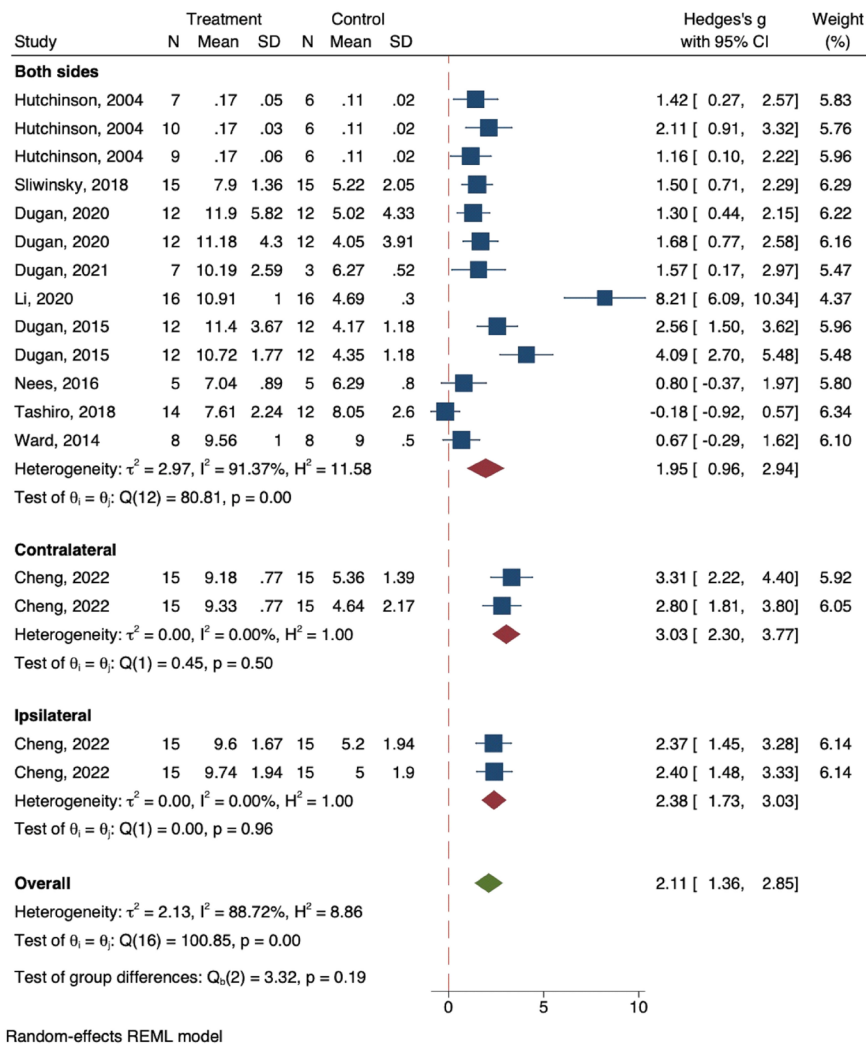 Treatment Control Hedges's g Weight
Study N Mean SD N Mean SD with 95% CI (%)
Both sides
Hutchinson, 2004 7 .17 .05 6 .11 .02 1.42 [ 0.27, 2.57] 5.83
Hutchinson, 2004 10 .17 .03 6 .11 .02 2.11 [ 0.91, 3.32] 5.76
Hutchinson, 2004 9 .17 .06 6 .11 .02 1.16 [ 0.10, 2.22] 5.96
Sliwinsky, 2018 15 7.9 1.36 15 5.22 2.05 1.50 [ 0.71, 2.29] 6.29
Dugan, 2020 12 11.9 5.82 12 5.02 4.33 1.30 [ 0.44, 2.15] 6.22
Dugan, 2020 12 11.18 4.3 12 4.05 3.91 1.68 [ 0.77, 2.58] 6.16
Dugan, 2021 7 10.19 2.59 3 6.27 .52 1.57 [ 0.17, 2.97] 5.47
Li, 2020 16 10.91 1 16 4.69 .3 8.21 [ 6.09, 10.34] 4.37
Dugan, 2015 12 11.4 3.67 12 4.17 1.18 2.56 [ 1.50, 3.62] 5.96
Dugan, 2015 12 10.72 1.77 12 4.35 1.18 4.09 [ 2.70, 5.48] 5.48
Nees, 2016 5 7.04 .89 5 6.29 .8 0.80 [ -0.37, 1.97] 5.80
Tashiro, 2018 14 7.61 2.24 12 8.05 2.6 -0.18 [ -0.92, 0.57] 6.34
Ward, 2014 8 9.56 1 8 9 .5 0.67 [ -0.29, 1.62] 6.10
Heterogeneity: τ² = 2.97, I² = 91.37%, H² = 11.58 1.95 [ 0.96, 2.94]
Test of θᵢ = θⱼ: Q(12) = 80.81, p = 0.00
Contralateral
Cheng, 2022 15 9.18 .77 15 5.36 1.39 3.31 [ 2.22, 4.40] 5.92
Cheng, 2022 15 9.33 .77 15 4.64 2.17 2.80 [ 1.81, 3.80] 6.05
Heterogeneity: τ² = 0.00, I² = 0.00%, H² = 1.00 3.03 [ 2.30, 3.77]
Test of θᵢ = θⱼ: Q(1) = 0.45, p = 0.50
Ipsilateral
Cheng, 2022 15 9.6 1.67 15 5.2 1.94 2.37 [ 1.45, 3.28] 6.14
Cheng, 2022 15 9.74 1.94 15 5 1.9 2.40 [ 1.48, 3.33] 6.14
Heterogeneity: τ² = 0.00, I² = 0.00%, H² = 1.00 2.38 [ 1.73, 3.03]
Test of θᵢ = θⱼ: Q(1) = 0.00, p = 0.96
Overall 2.11 [ 1.36, 2.85]
Heterogeneity: τ² = 2.13, I² = 88.72%, H² = 8.86
Test of θᵢ = θⱼ: Q(16) = 100.85, p = 0.00
Test of group differences: Q_b(2) = 3.32, p = 0.19
0 5 10
Random-effects REML model